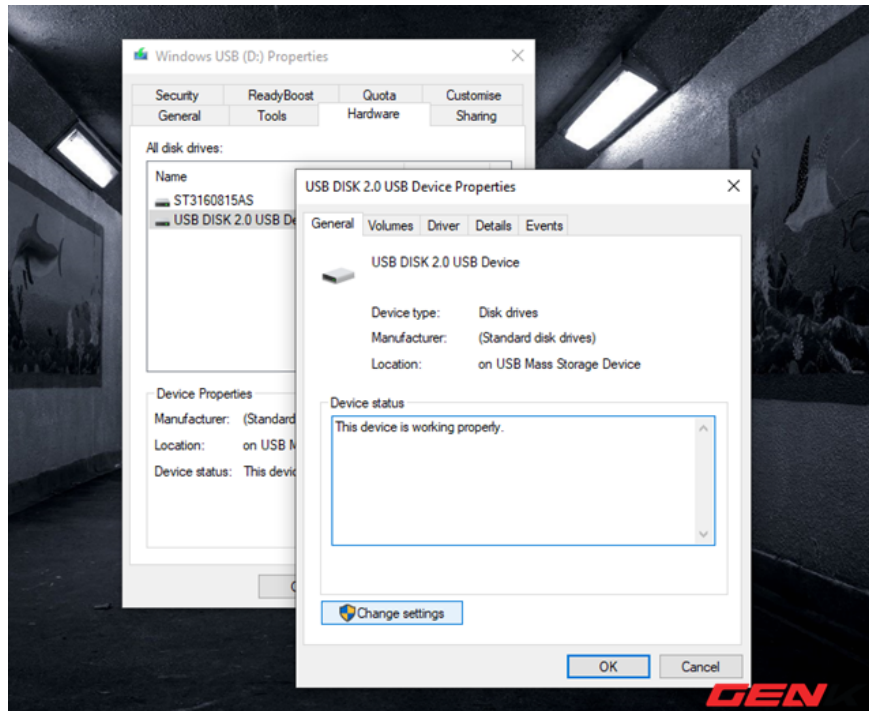 Windows USB (D:) Properties
Security ReadyBoost Quota Customise
General Tools Hardware Sharing
All disk drives:
Name
ST3160815AS
USB DISK 2.0 USB De
Device Properties
Manufacturer: (Standard
Location: on USB M
Device status: This devic
USB DISK 2.0 USB Device Properties
General Volumes Driver Details Events
USB DISK 2.0 USB Device
Device type: Disk drives
Manufacturer: (Standard disk drives)
Location: on USB Mass Storage Device
Device status
This device is working properly.
Change settings
OK Cancel
GENK